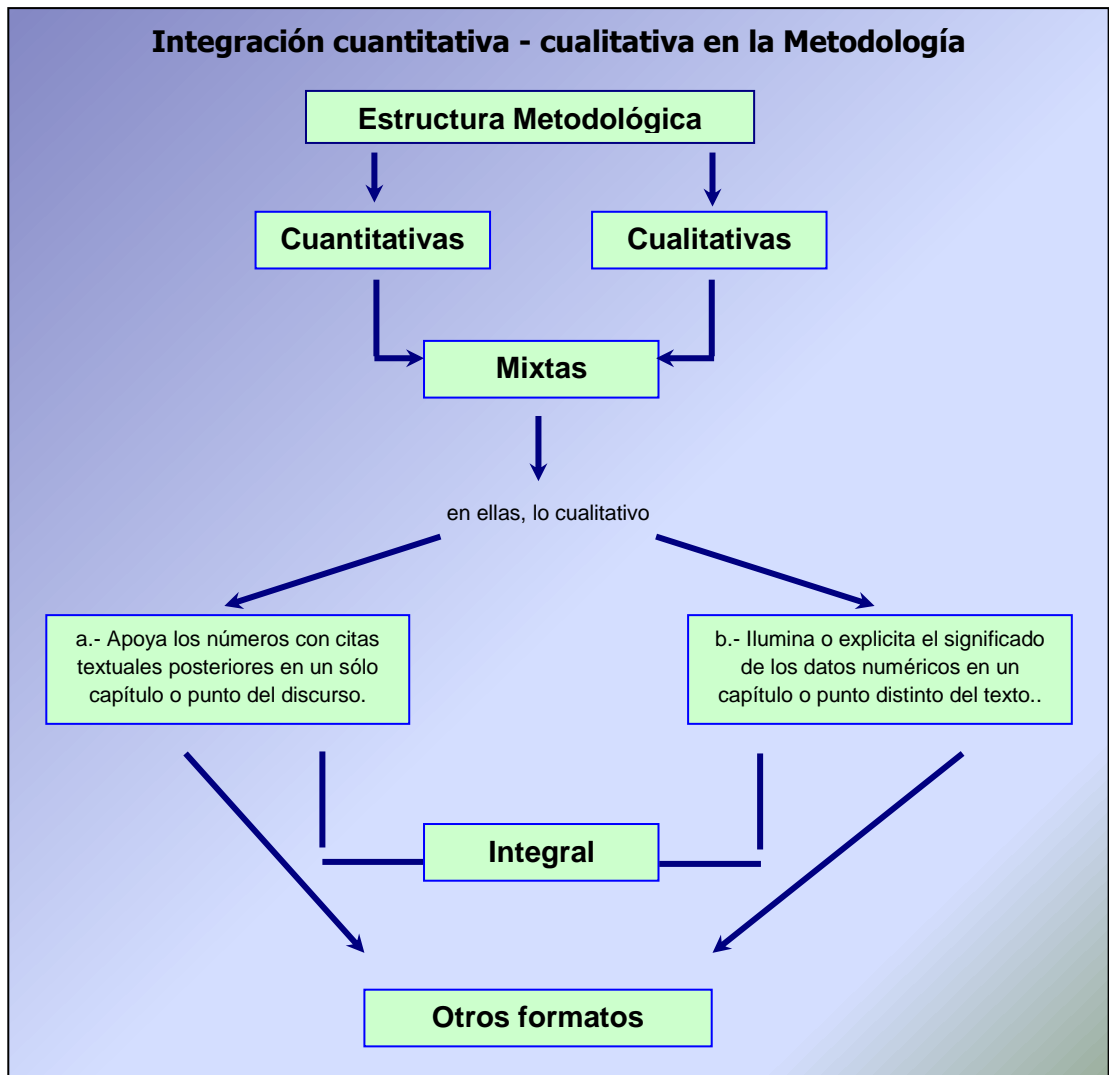 Integración cuantitativa - cualitativa en la Metodología
Estructura Metodológica
Cuantitativas
Cualitativas
Mixtas
en ellas, lo cualitativo
a.- Apoya los números con citas
textuales posteriores en un sólo
capítulo o punto del discurso.
b.- Ilumina o explicita el significado
de los datos numéricos en un
capítulo o punto distinto del texto..
Integral
Otros formatos